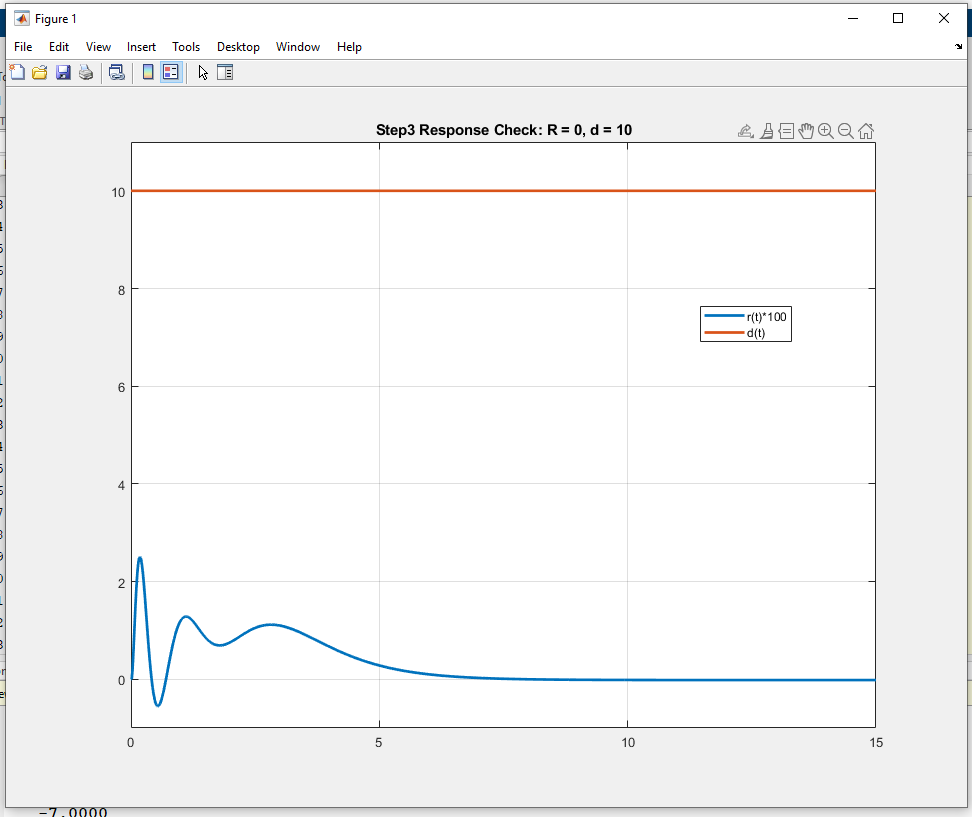 Figure 1
File Edit View Insert Tools Desktop Window Help
Step3 Response Check: R = 0, d = 10
10
8
r(t)*100
d(t)
6
4
2
0
0 5 10 15
-7.0000